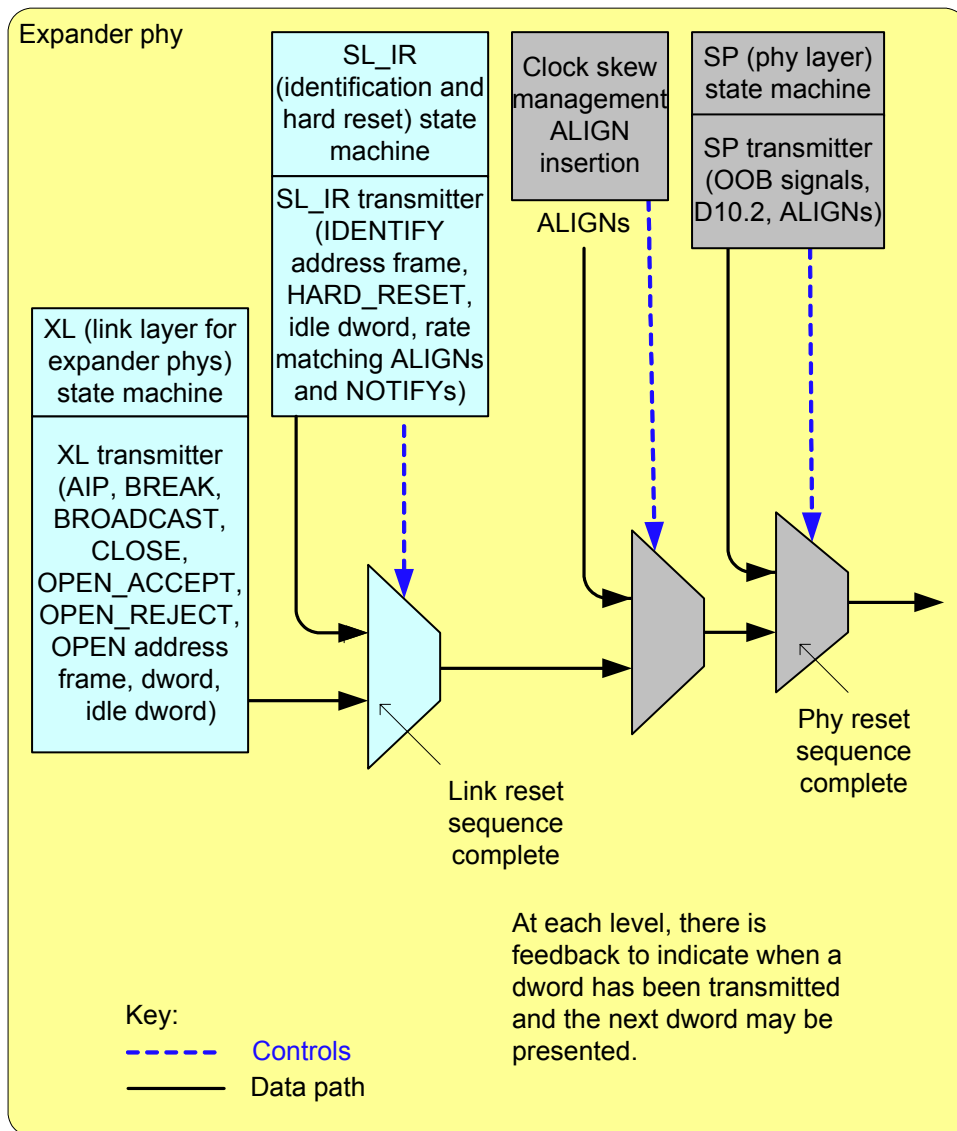 Expander phy
SL_IR
(identification and
hard reset) state
machine
SL_IR transmitter
(IDENTIFY
address frame,
HARD_RESET,
idle dword, rate
matching ALIGNs
and NOTIFYs)
Clock skew
management
ALIGN
insertion
ALIGNs
SP (phy layer)
state machine
SP transmitter
(OOB signals,
D10.2, ALIGNs)
XL (link layer for
expander phys)
state machine
XL transmitter
(AIP, BREAK,
BROADCAST,
CLOSE,
OPEN_ACCEPT,
OPEN_REJECT,
OPEN address
frame, dword,
idle dword)
Link reset
sequence
complete
Phy reset
sequence
complete
At each level, there is
feedback to indicate when a
dword has been transmitted
and the next dword may be
presented.
Key:
Controls
Data path